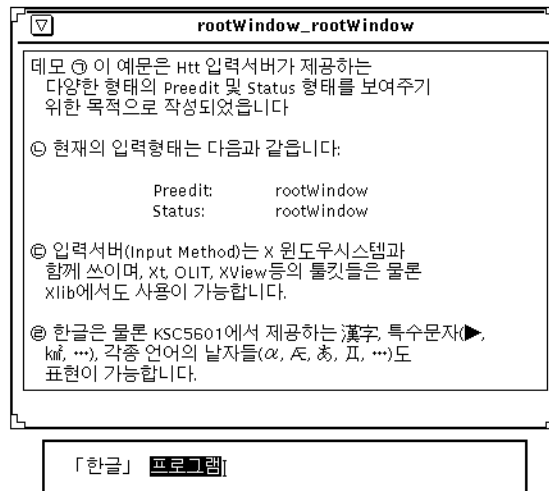 rootWindow_rootWindow
데모 ㉠ 이 예문은 Htt 입력서버가 제공하는
다양한 형태의 Preedit 및 Status 형태를 보여주기
위한 목적으로 작성되었읍니다
㉡ 현재의 입력형태는 다음과 같읍니다:
Preedit: rootWindow
Status: rootWindow
㉢ 입력서버(Input Method)는 X 윈도우시스템과
함께 쓰이며, Xt, OLIT, XView등의 툴킷들은 물론
Xlib에서도 사용이 가능합니다.
㉣ 한글은 물론 KSC5601에서 제공하는 漢字, 특수문자(▶,
㎢, …), 각종 언어의 낱자들(α, Æ, あ, Д, …)도
표현이 가능합니다.
「한글」 프로그램